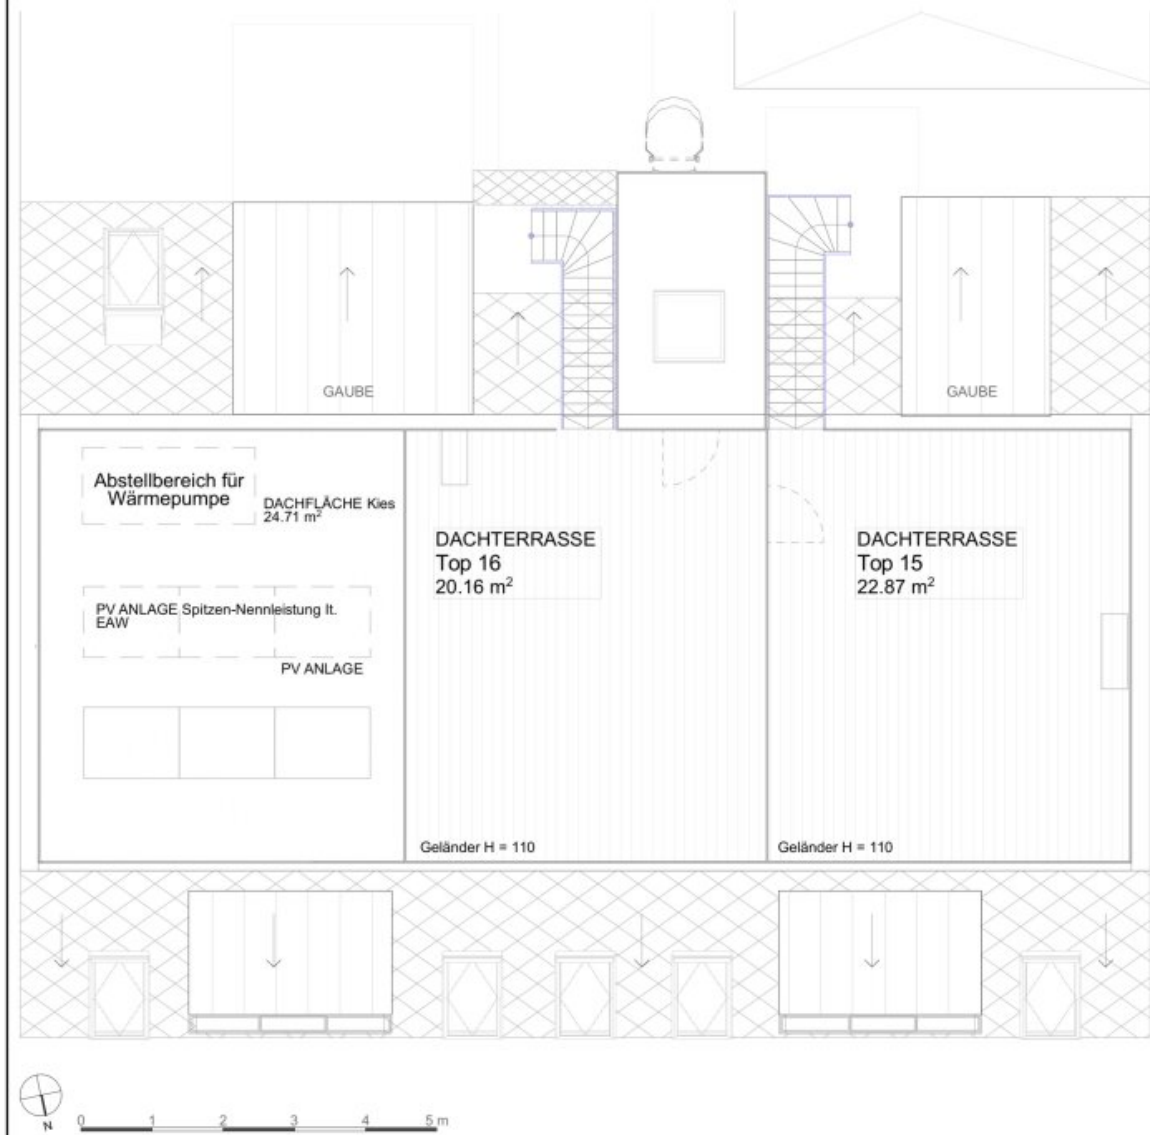 GAUBE
GAUBE
Abstellbereich für
Wärmepumpe
DACHFLÄCHE Kies
24.71 m²
DACHTERRASSE
Top 16
20.16 m²
DACHTERRASSE
Top 15
22.87 m²
PV ANLAGE Spitzen-Nennleistung lt.
EAW
PV ANLAGE
Geländer H = 110
Geländer H = 110
N
0 1 2 3 4 5 m